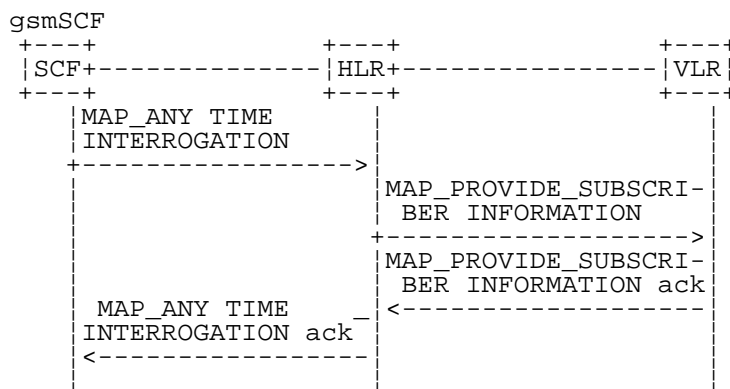 gsmSCF
SCF HLR VLR
MAP_ANY TIME
INTERROGATION
MAP_PROVIDE_SUBSCRI-
BER INFORMATION
MAP_PROVIDE_SUBSCRI-
BER INFORMATION ack
MAP_ANY TIME _
INTERROGATION ack